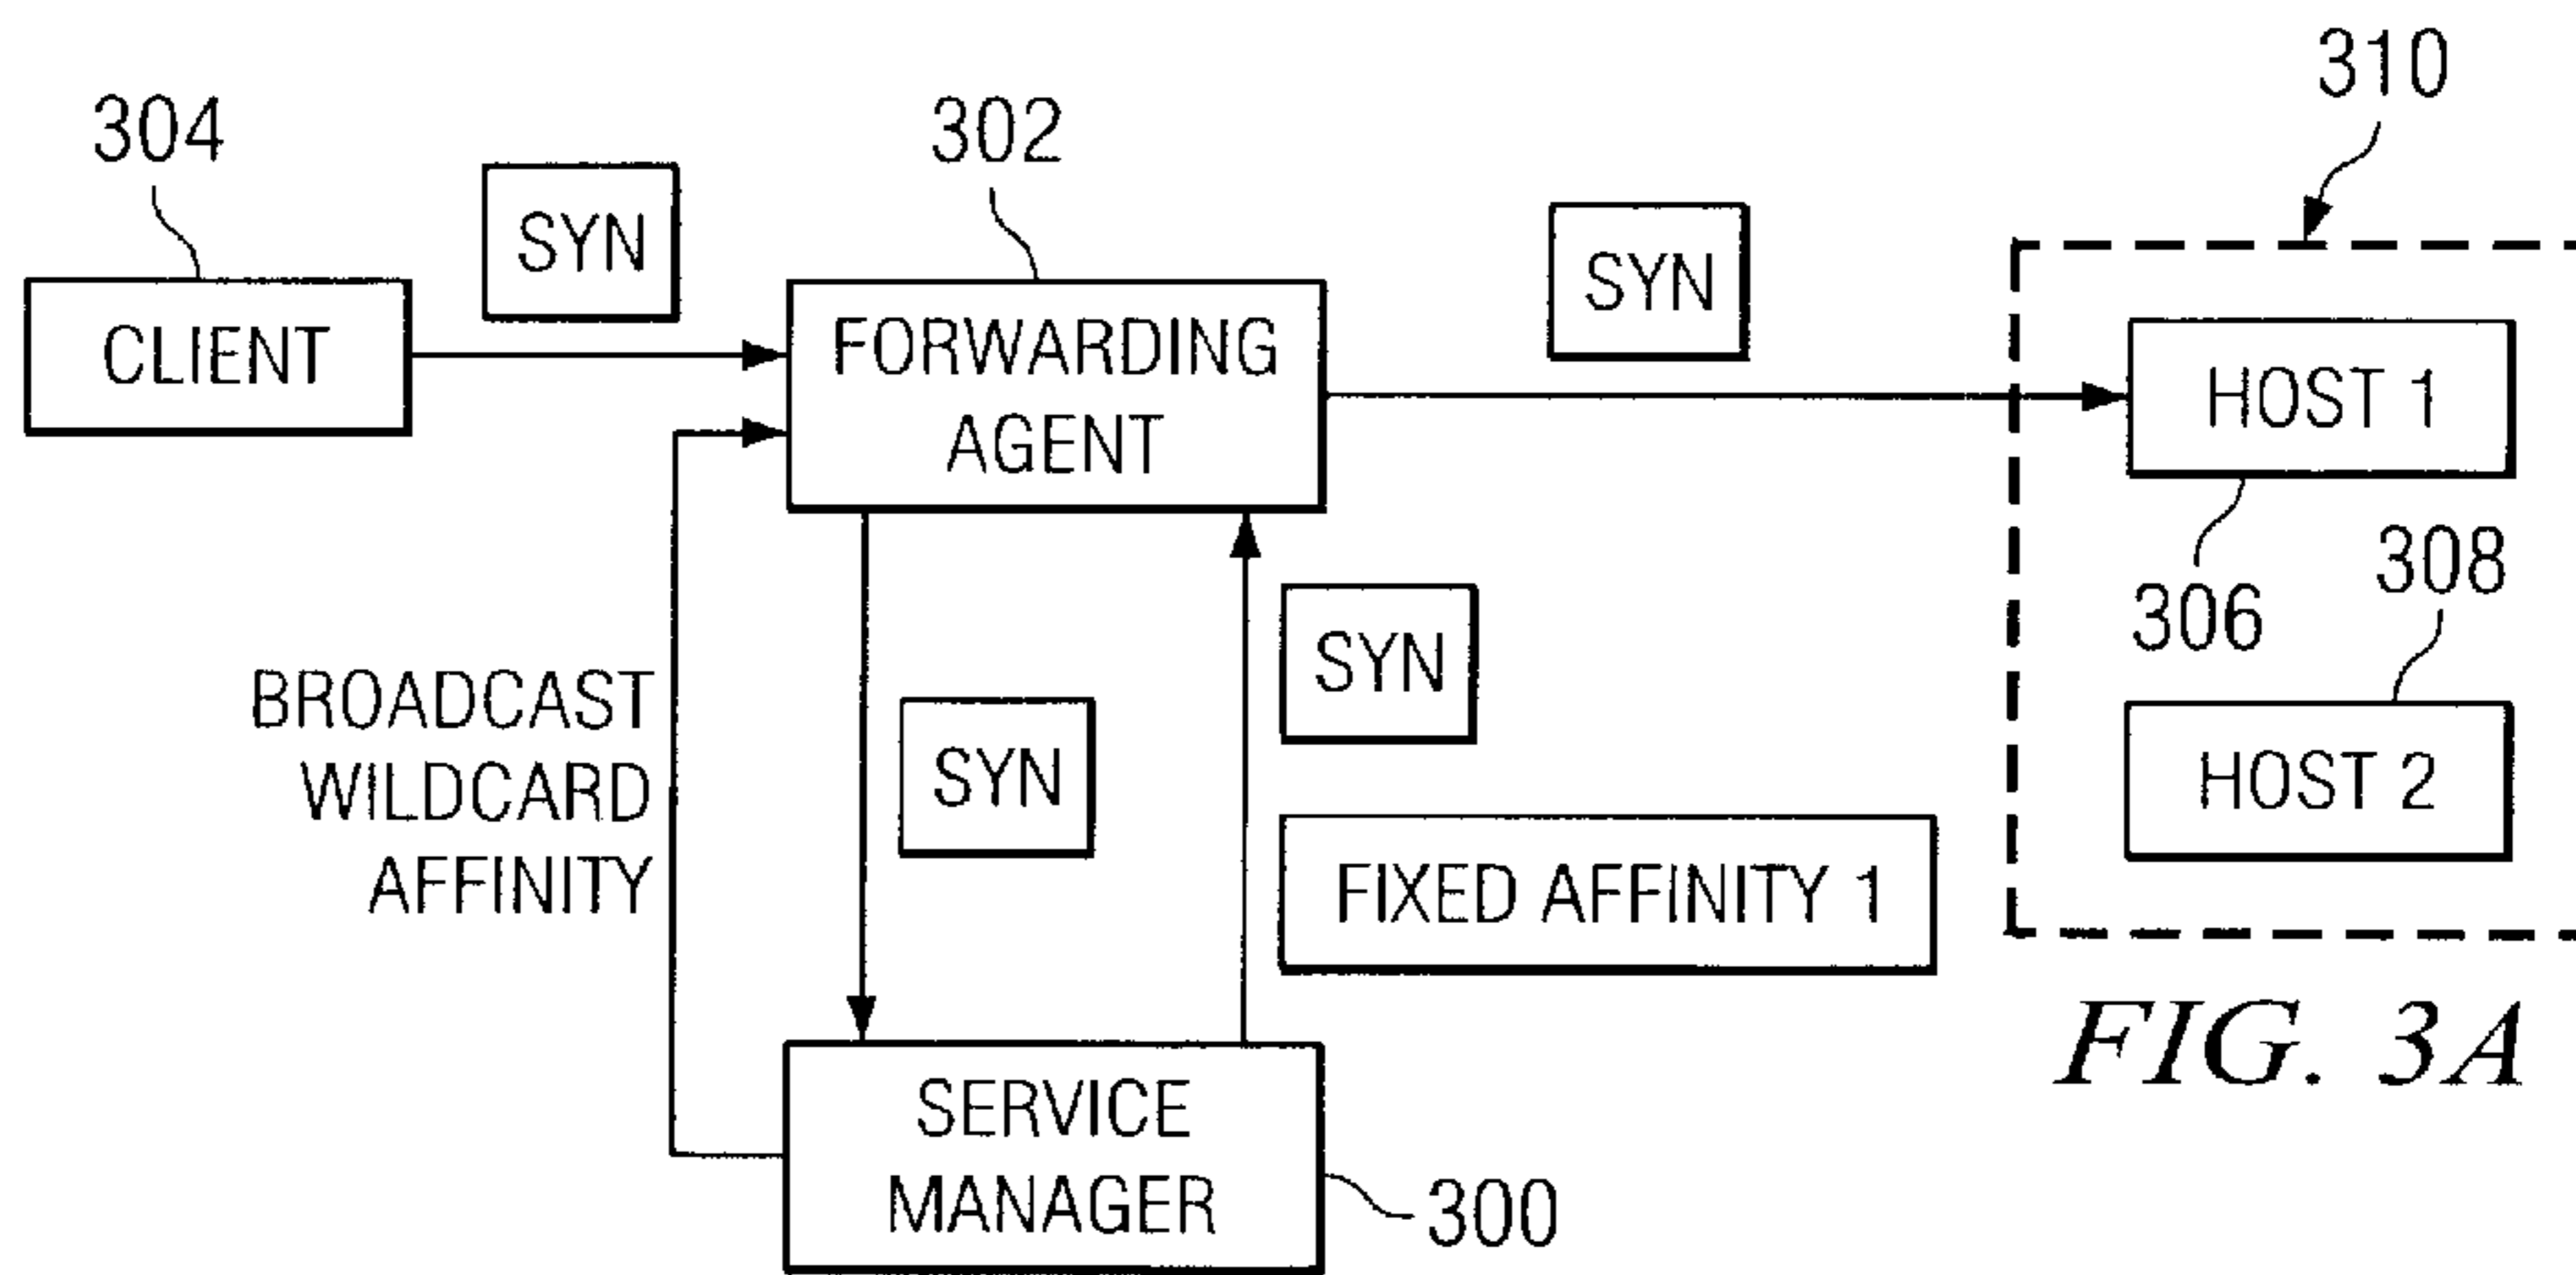 310
304
302
SYN
SYN
CLIENT
FORWARDING
AGENT
HOST 1
306
308
SYN
SYN
BROADCAST
WILDCARD
AFFINITY
HOST 2
FIXED AFFINITY 1
SERVICE
MANAGER
300
FIG. 3A